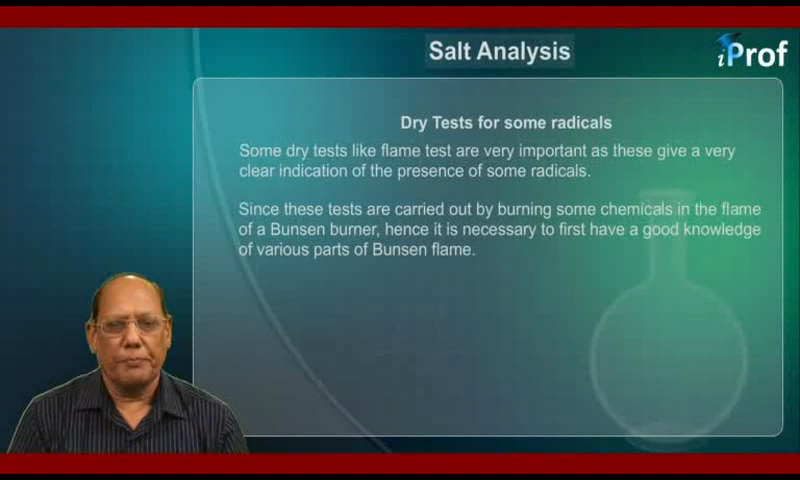 Salt Analysis
iProf
Dry Tests for some radicals
Some dry tests like flame test are very important as these give a very
clear indication of the presence of some radicals.
Since these tests are carried out by burning some chemicals in the flame
of a Bunsen burner, hence it is necessary to first have a good knowledge
of various parts of Bunsen flame.